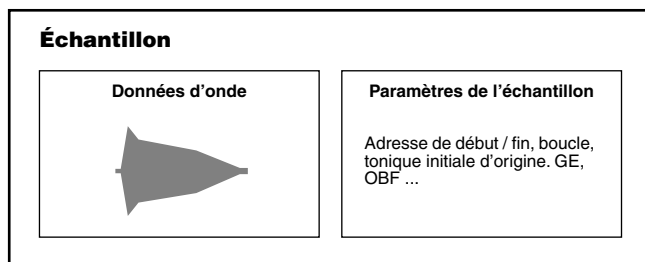 Échantillon
Données d'onde
Paramètres de l'échantillon
Adresse de début / fin, boucle,
tonique initiale d'origine. GE,
OBF ...